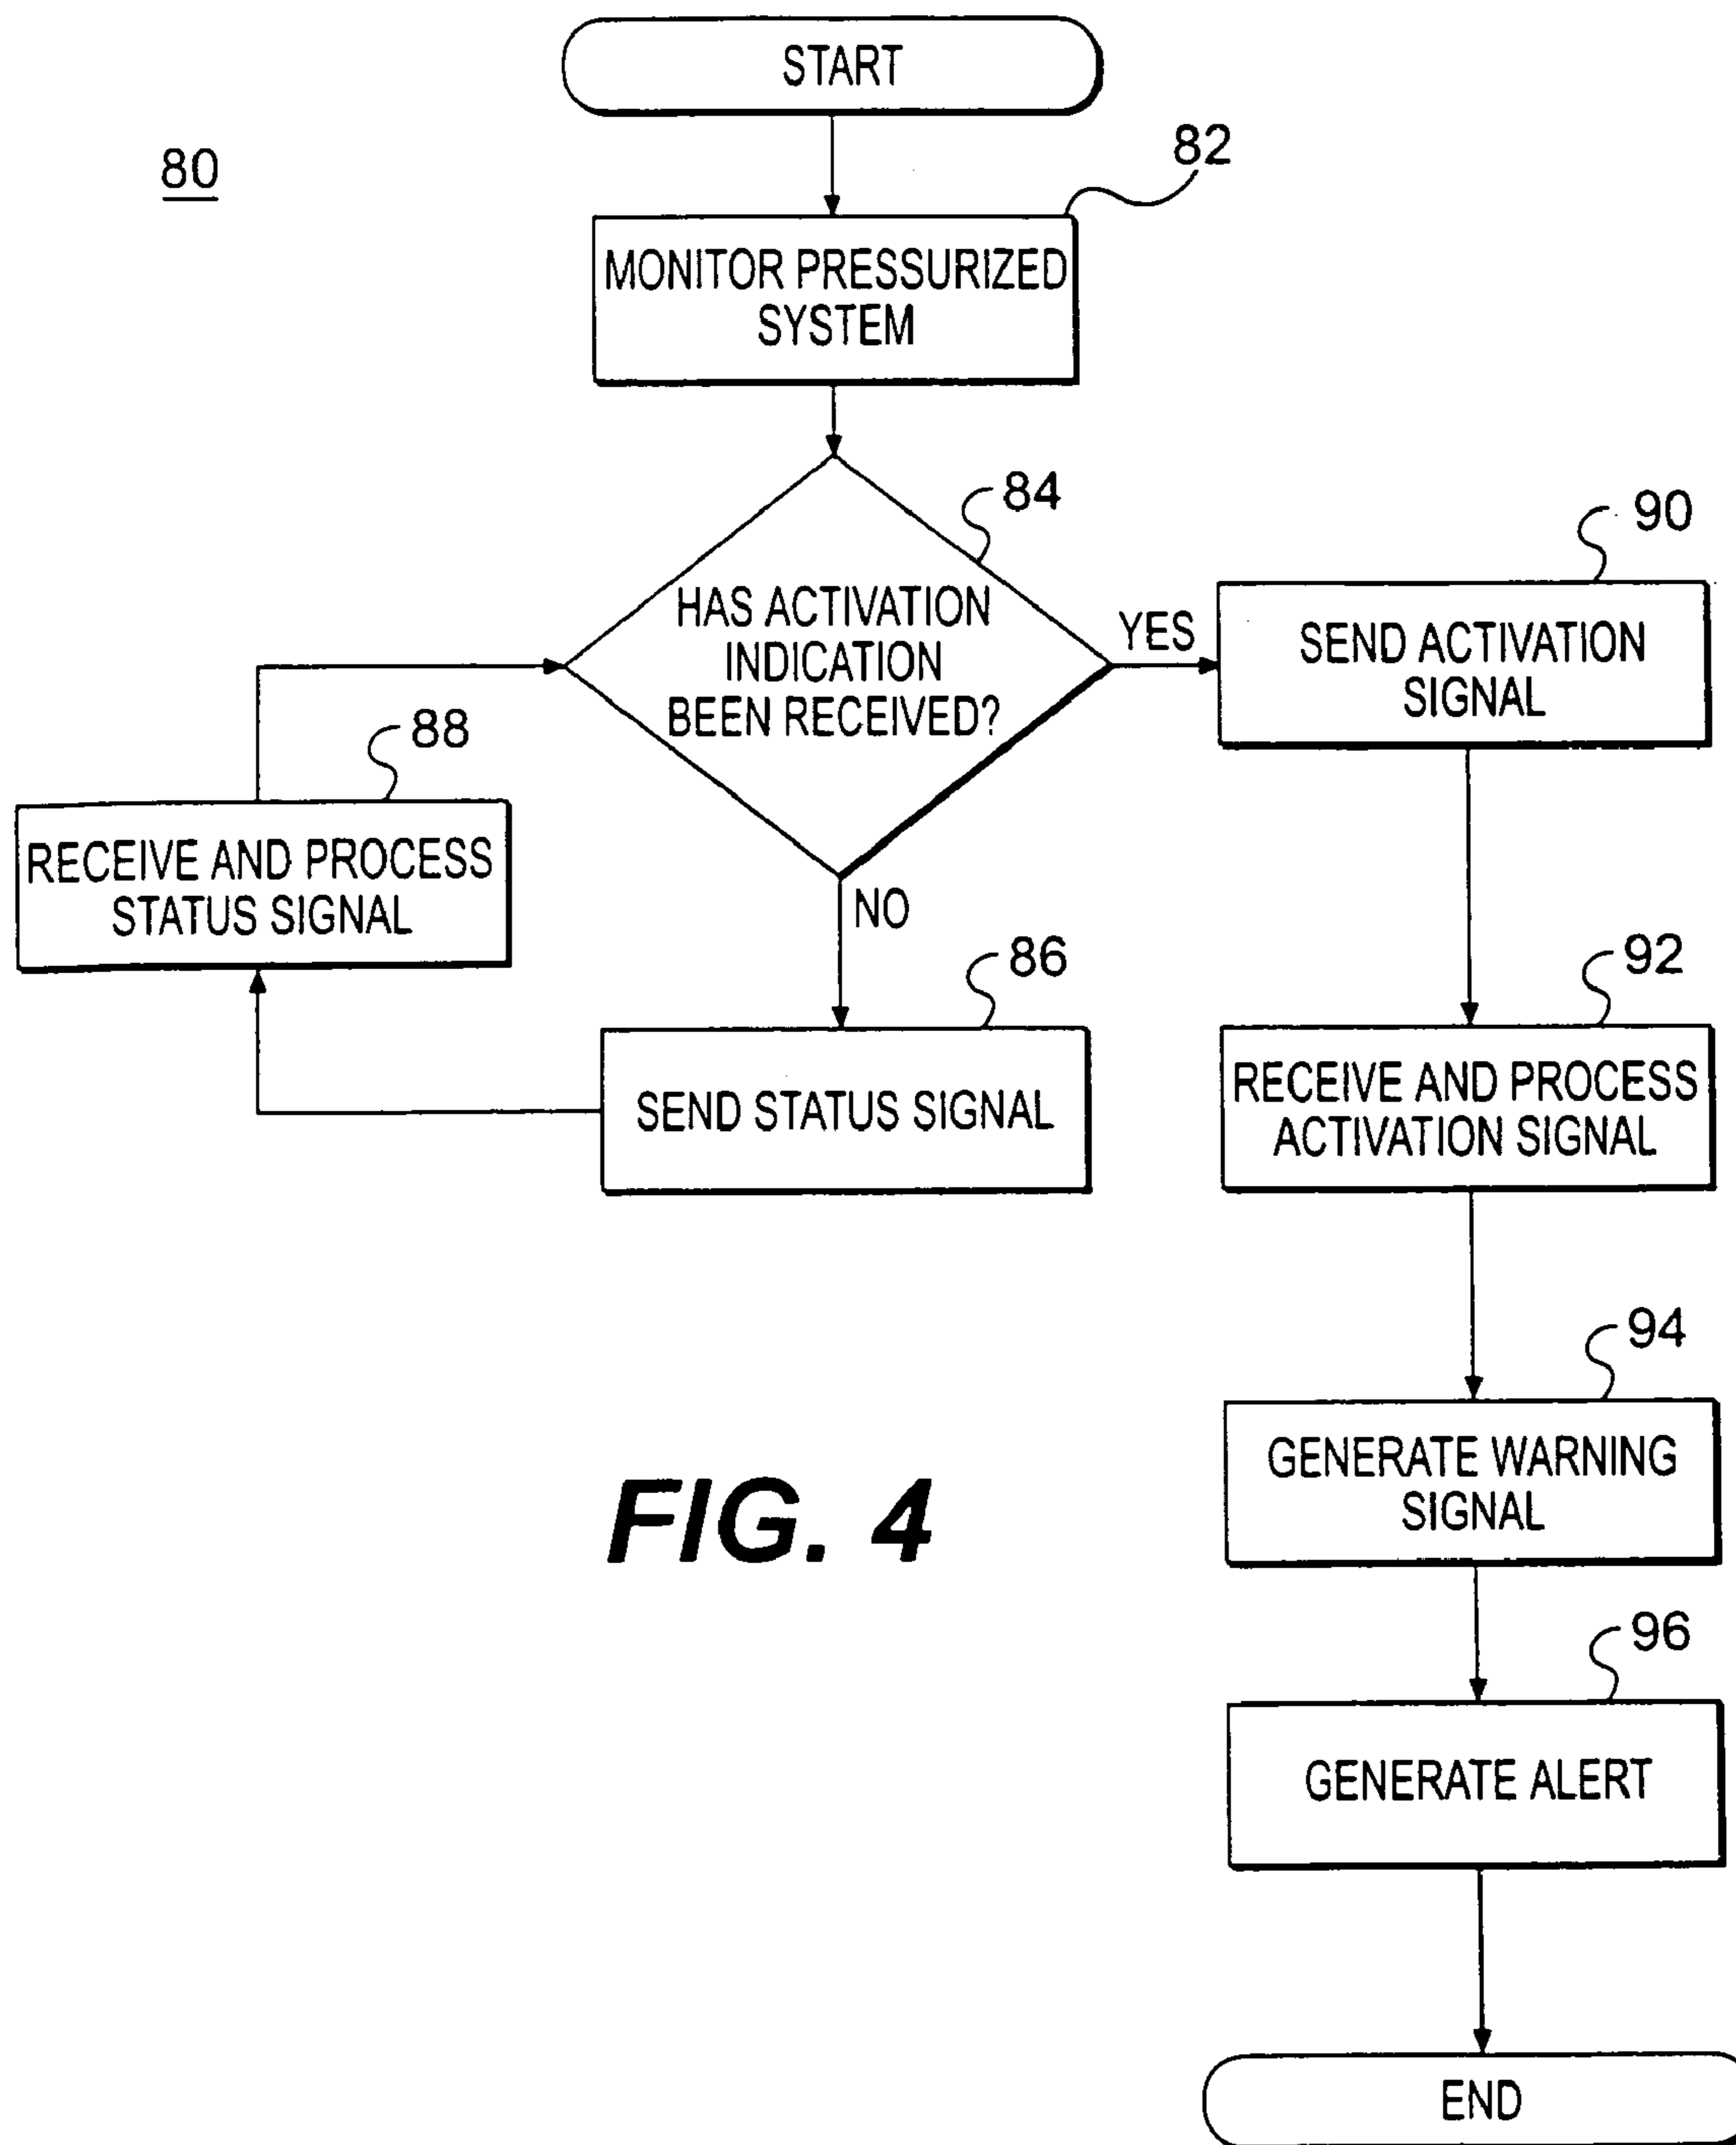 START
80
82
MONITOR PRESSURIZED
SYSTEM
84
HAS ACTIVATION
INDICATION
BEEN RECEIVED?
YES
90
SEND ACTIVATION
SIGNAL
88
RECEIVE AND PROCESS
STATUS SIGNAL
NO
86
SEND STATUS SIGNAL
92
RECEIVE AND PROCESS
ACTIVATION SIGNAL
94
GENERATE WARNING
SIGNAL
FIG. 4
96
GENERATE ALERT
END